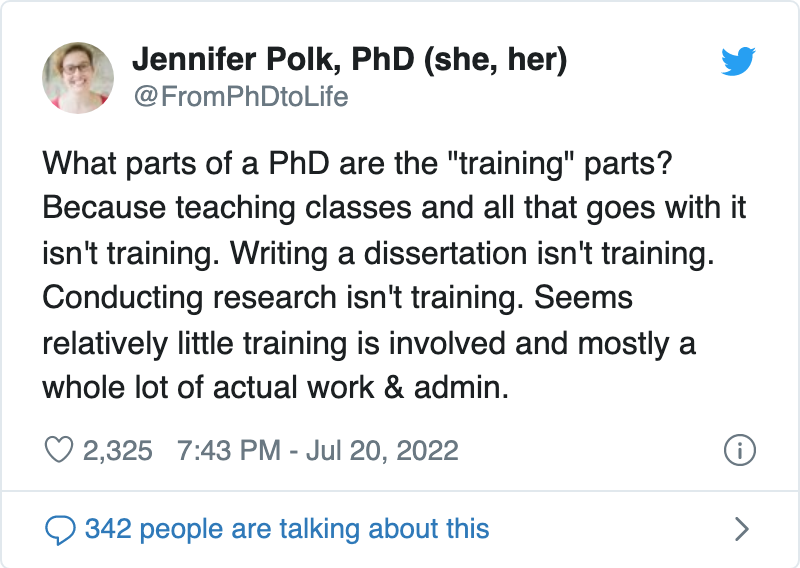 Jennifer Polk, PhD (she, her)
@FromPhDtoLife
What parts of a PhD are the "training" parts?
Because teaching classes and all that goes with it
isn't training. Writing a dissertation isn't training.
Conducting research isn't training. Seems
relatively little training is involved and mostly a
whole lot of actual work & admin.
2,325 7:43 PM - Jul 20, 2022
342 people are talking about this